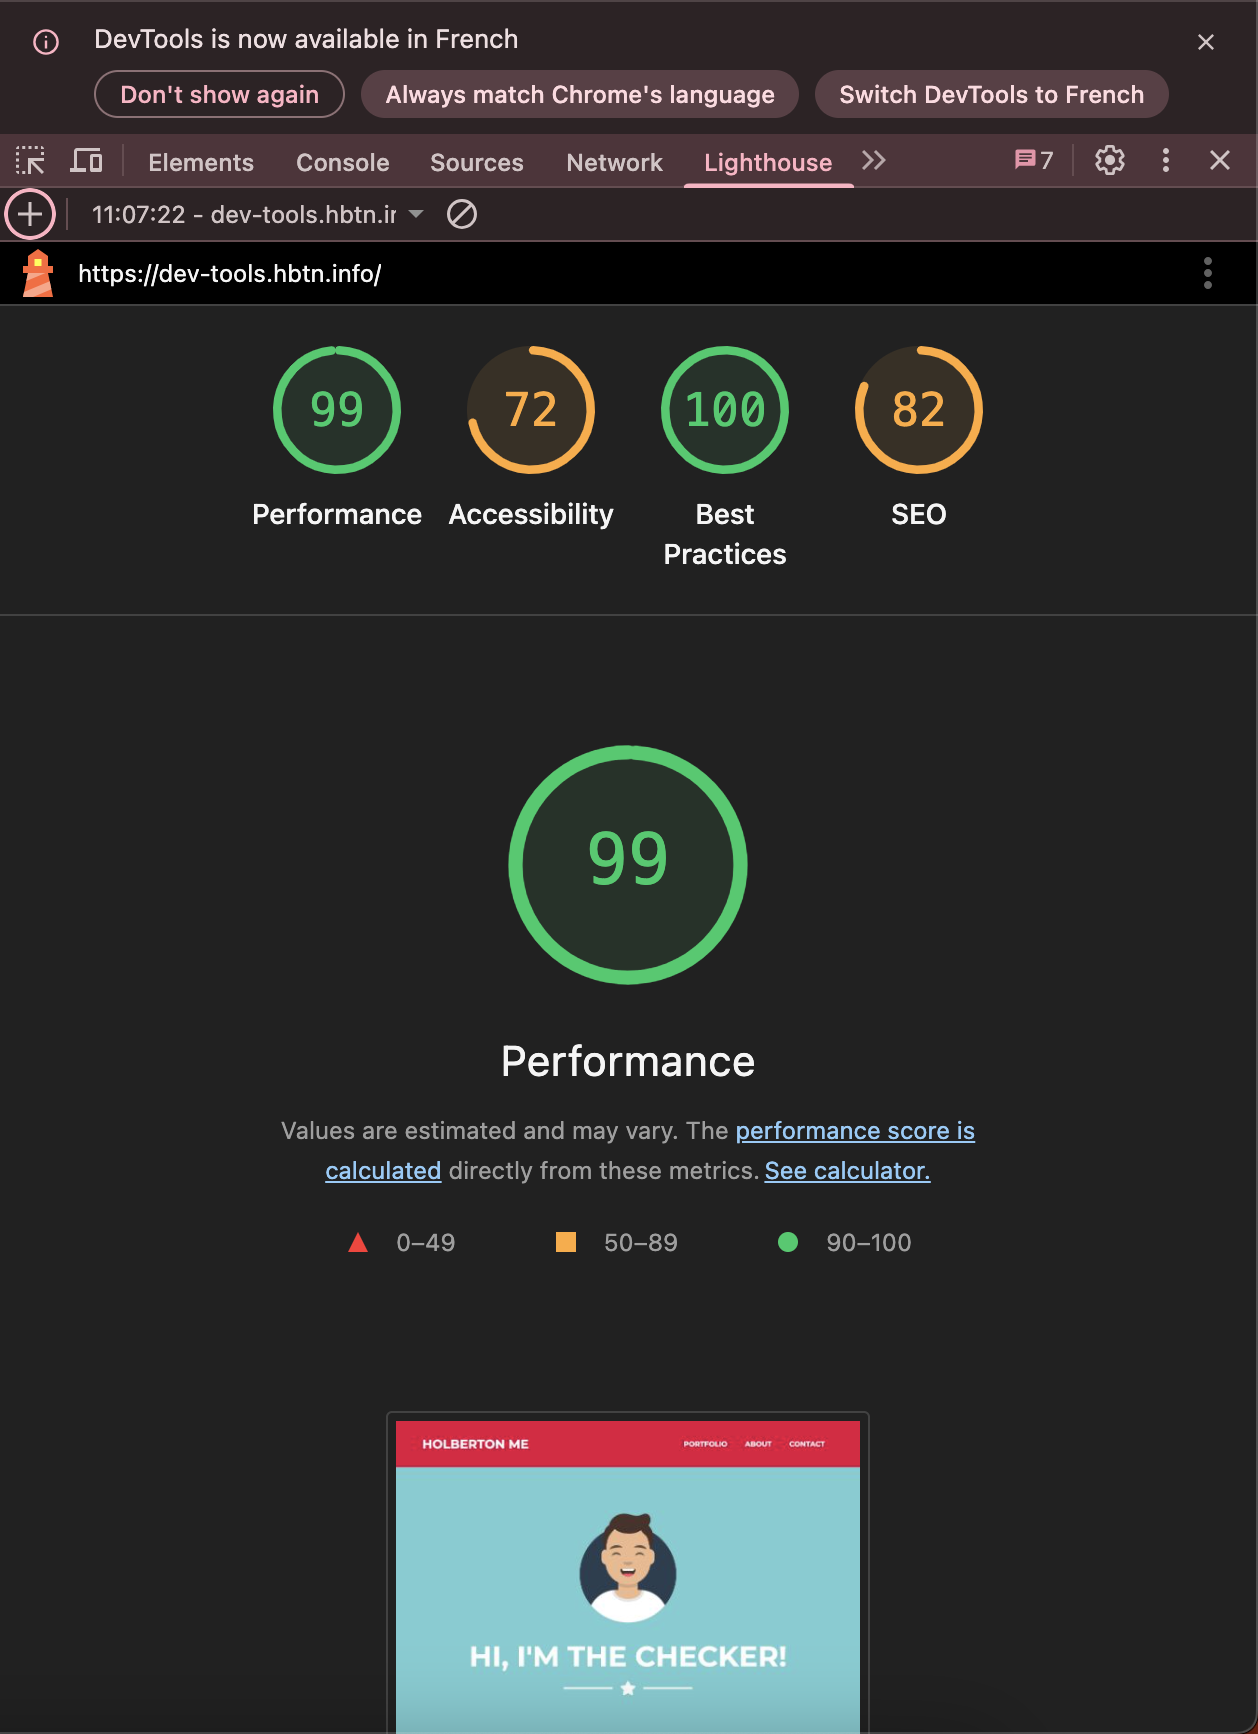 DevTools is now available in French
Don't show again
Always match Chrome's language
Switch DevTools to French
Elements
Console
Sources
Network
Lighthouse
7
11:07:22 - dev-tools.hbtn.ir
https://dev-tools.hbtn.info/
99
72
100
82
Performance
Accessibility
Best
Practices
SEO
99
Performance
Values are estimated and may vary. The performance score is
calculated directly from these metrics. See calculator.
0–49
50–89
90–100
HOLBERTON ME
PORTFOLIO
ABOUT
CONTACT
HI, I'M THE CHECKER!